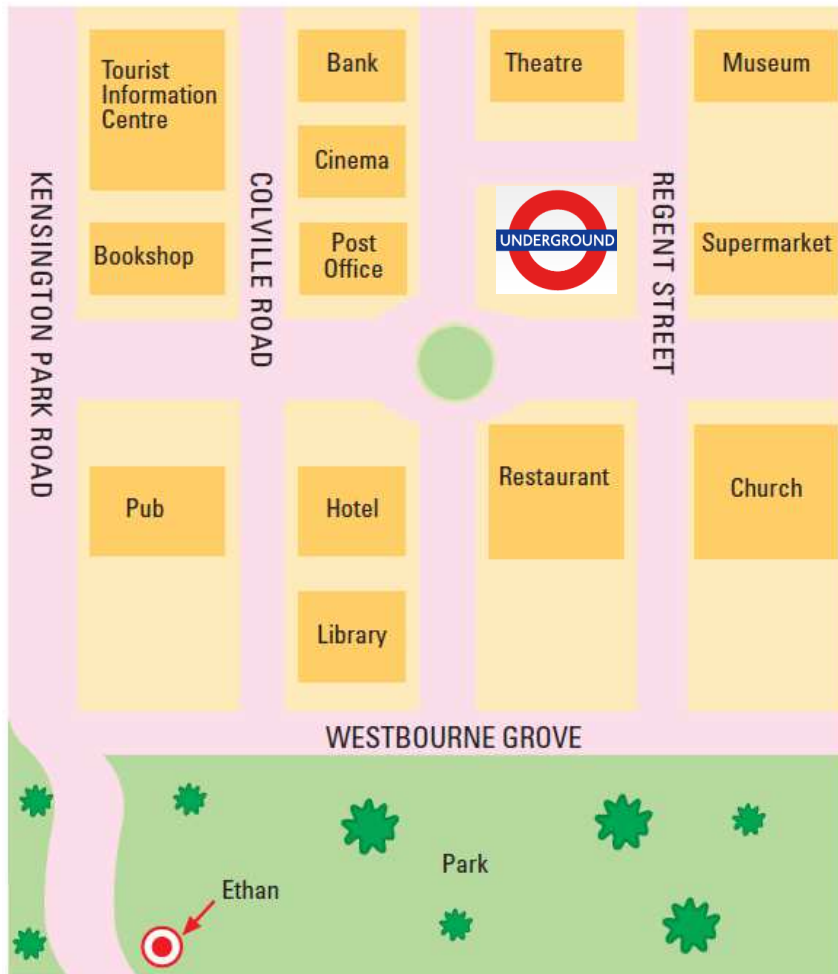 Tourist
Information
Centre
Bank
Theatre
Museum
Cinema
KENSINGTON PARK ROAD
COLVILLE ROAD
REGENT STREET
UNDERGROUND
Bookshop
Post
Office
Supermarket
Pub
Hotel
Restaurant
Church
Library
WESTBOURNE GROVE
Park
Ethan